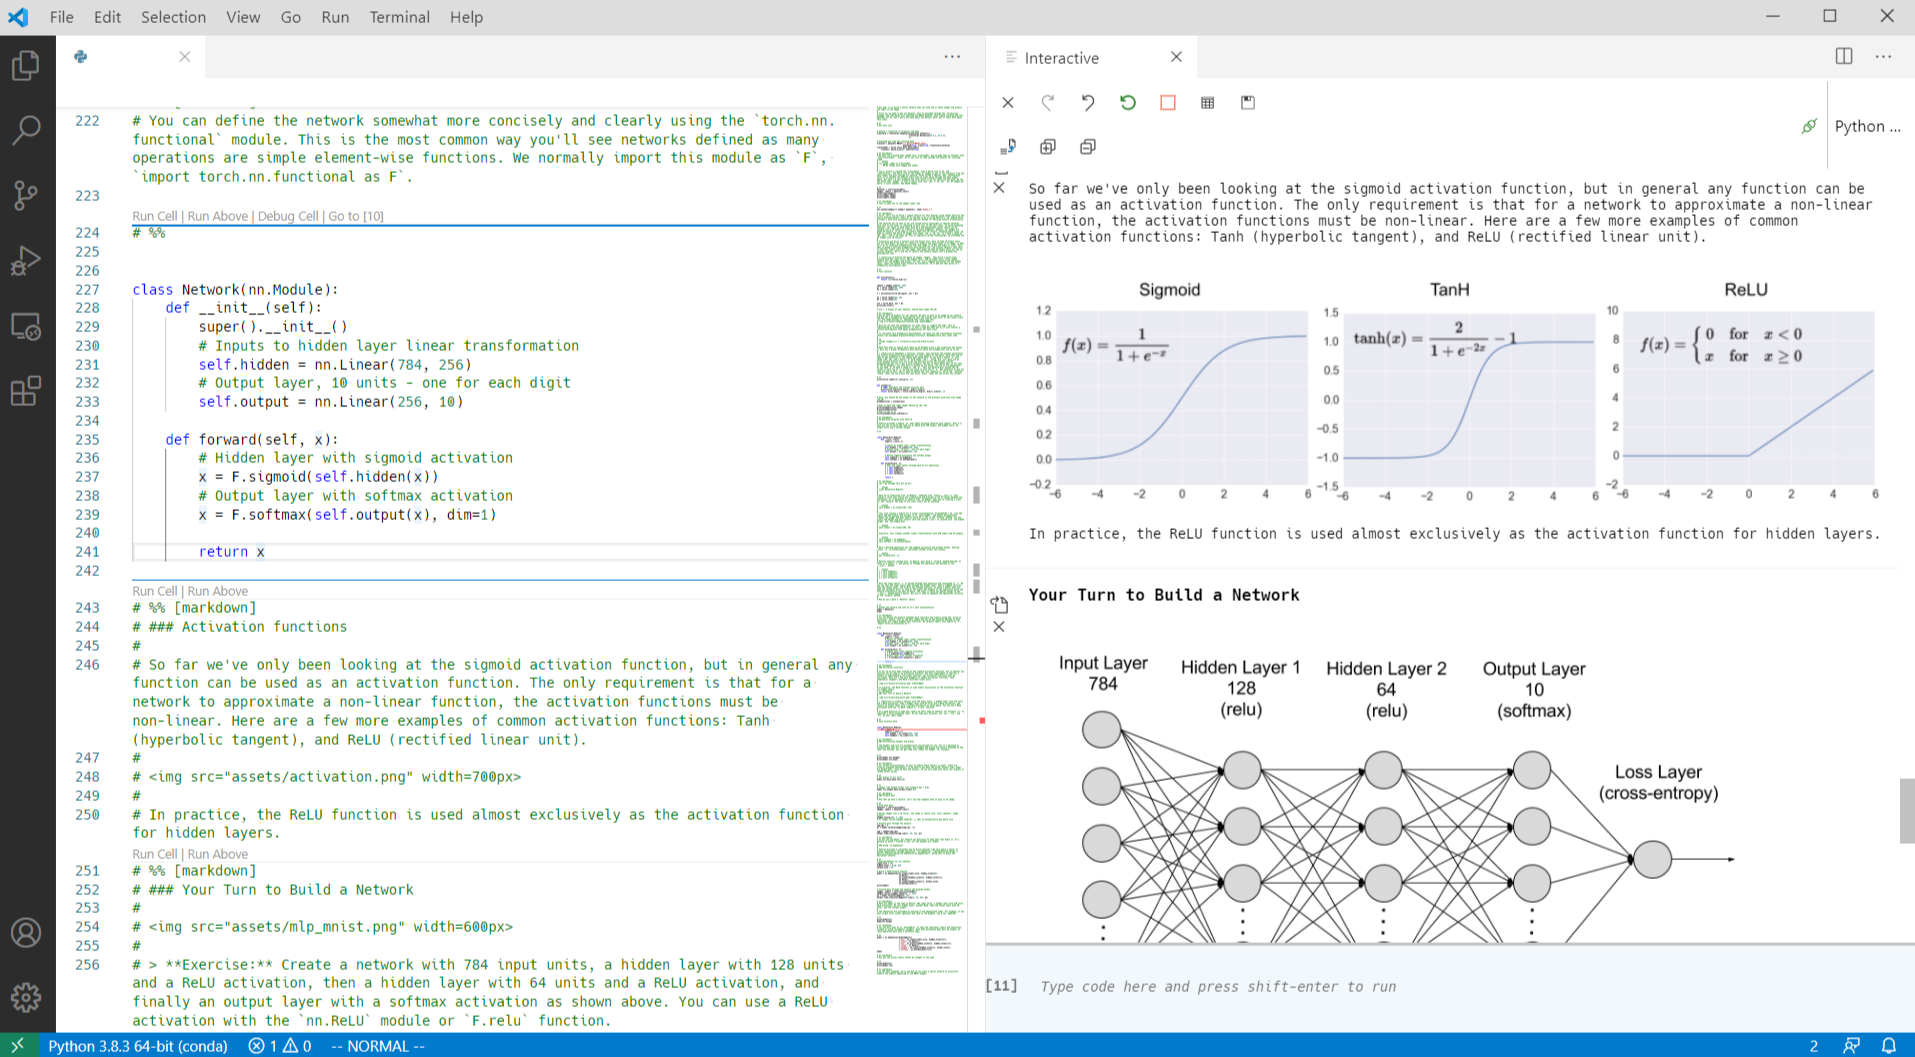 File Edit Selection View Go Run Terminal Help
Interactive
Python ...
222 # You can define the network somewhat more concisely and clearly using the `torch.nn.
functional` module. This is the most common way you'll see networks defined as many
operations are simple element-wise functions. We normally import this module as `F`,
`import torch.nn.functional as F`.
223
Run Cell | Run Above | Debug Cell | Go to [10]
224 # %%
225
226
227 class Network(nn.Module):
228 def __init__(self):
229 super().__init__()
230 # Inputs to hidden layer linear transformation
231 self.hidden = nn.Linear(784, 256)
232 # Output layer, 10 units - one for each digit
233 self.output = nn.Linear(256, 10)
234
235 def forward(self, x):
236 # Hidden layer with sigmoid activation
237 x = F.sigmoid(self.hidden(x))
238 # Output layer with softmax activation
239 x = F.softmax(self.output(x), dim=1)
240
241 return x
242
Run Cell | Run Above
243 # %% [markdown]
244 # ### Activation functions
245 #
246 # So far we've only been looking at the sigmoid activation function, but in general any
function can be used as an activation function. The only requirement is that for a
network to approximate a non-linear function, the activation functions must be
non-linear. Here are a few more examples of common activation functions: Tanh
(hyperbolic tangent), and ReLU (rectified linear unit).
247 #
248 # <img src="assets/activation.png" width=700px>
249 #
250 # In practice, the ReLU function is used almost exclusively as the activation function
for hidden layers.
Run Cell | Run Above
251 # %% [markdown]
252 # ### Your Turn to Build a Network
253 #
254 # <img src="assets/mlp_mnist.png" width=600px>
255 #
256 # > **Exercise:** Create a network with 784 input units, a hidden layer with 128 units
and a ReLU activation, then a hidden layer with 64 units and a ReLU activation, and
finally an output layer with a softmax activation as shown above. You can use a ReLU
activation with the `nn.ReLU` module or `F.relu` function.
So far we've only been looking at the sigmoid activation function, but in general any function can be
used as an activation function. The only requirement is that for a network to approximate a non-linear
function, the activation functions must be non-linear. Here are a few more examples of common
activation functions: Tanh (hyperbolic tangent), and ReLU (rectified linear unit).
Sigmoid
1.2
1.0
0.8
0.6
0.4
0.2
0.0
−0.2
−6 −4 −2 0 2 4 6
f(x) = 1 / 1 + e^{−x}
TanH
1.5
1.0
0.5
0.0
−0.5
−1.0
−1.5
−6 −4 −2 0 2 4 6
tanh(x) = 2 / 1 + e^{−2x} − 1
ReLU
10
8
6
4
2
0
−2
−6 −4 −2 0 2 4 6
f(x) = { 0 for x < 0
x for x ≥ 0
In practice, the ReLU function is used almost exclusively as the activation function for hidden layers.
Your Turn to Build a Network
Input Layer
784
Hidden Layer 1
128
(relu)
Hidden Layer 2
64
(relu)
Output Layer
10
(softmax)
Loss Layer
(cross-entropy)
[11] Type code here and press shift-enter to run
Python 3.8.3 64-bit (conda) 1 0 -- NORMAL -- 2